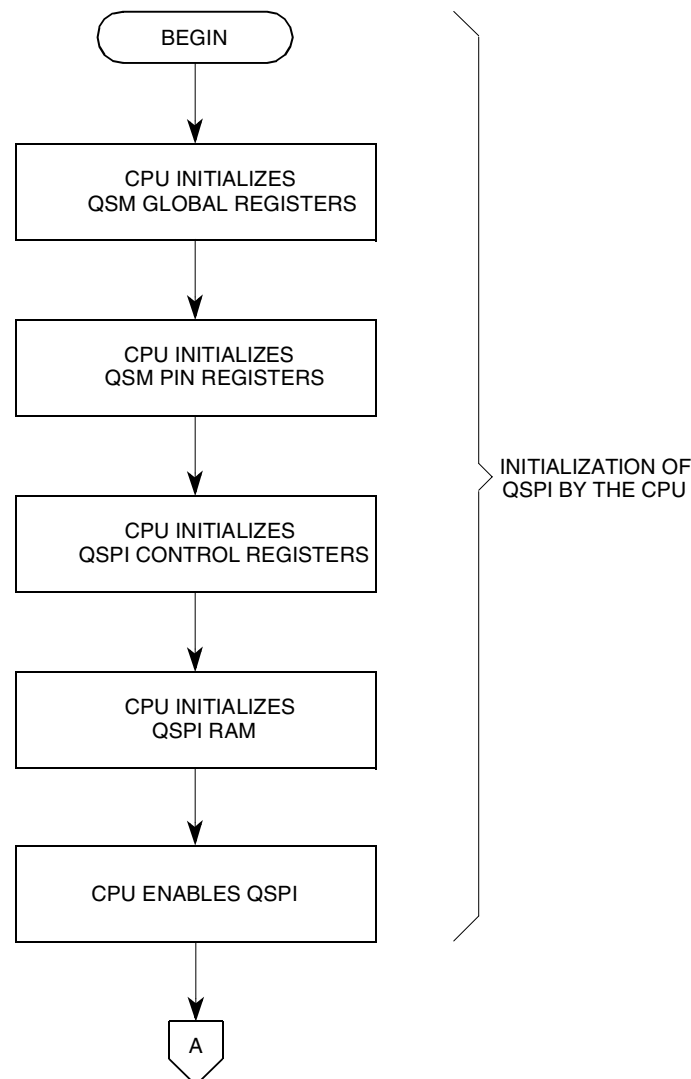 BEGIN
CPU INITIALIZES
QSM GLOBAL REGISTERS
CPU INITIALIZES
QSM PIN REGISTERS
INITIALIZATION OF
QSPI BY THE CPU
CPU INITIALIZES
QSPI CONTROL REGISTERS
CPU INITIALIZES
QSPI RAM
CPU ENABLES QSPI
A